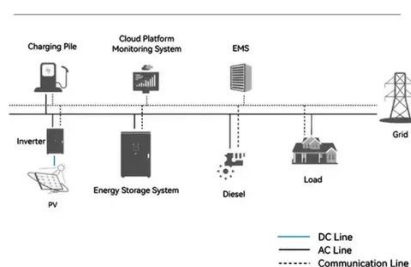 Charging Pile
Cloud Platform
Monitoring System
EMS
Grid
Inverter
PV
Energy Storage System
Diesel
Load
DC Line
AC Line
Communication Line